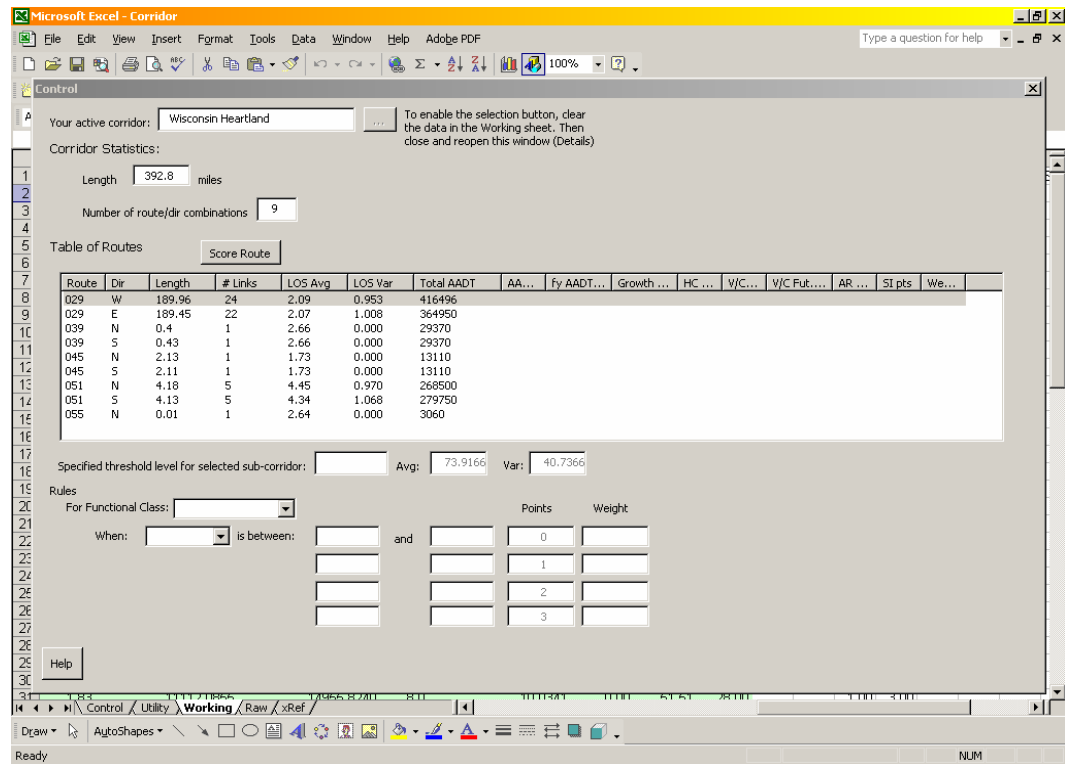 Microsoft Excel - Corridor
File Edit View Insert Format Tools Data Window Help Adobe PDF Type a question for help
100%
Control
Your active corridor: Wisconsin Heartland ... To enable the selection button, clear
the data in the Working sheet. Then
close and reopen this window (Details)
Corridor Statistics:
Length 392.8 miles
Number of route/dir combinations 9
Table of Routes Score Route
Route Dir Length # Links LOS Avg LOS Var Total AADT AA... fy AADT... Growth ... HC ... V/C... V/C Fut.... AR ... SI pts We...
029 W 189.96 24 2.09 0.953 416496
029 E 189.45 22 2.07 1.008 364950
039 N 0.4 1 2.66 0.000 29370
039 S 0.43 1 2.66 0.000 29370
045 N 2.13 1 1.73 0.000 13110
045 S 2.11 1 1.73 0.000 13110
051 N 4.18 5 4.45 0.970 268500
051 S 4.13 5 4.34 1.068 279750
055 N 0.01 1 2.64 0.000 3060
Specified threshold level for selected sub-corridor: Avg: 73.9166 Var: 40.7366
Rules
For Functional Class: Points Weight
When: is between: and 0
1
2
3
Help
Control Utility Working Raw xRef
Draw AutoShapes
Ready NUM